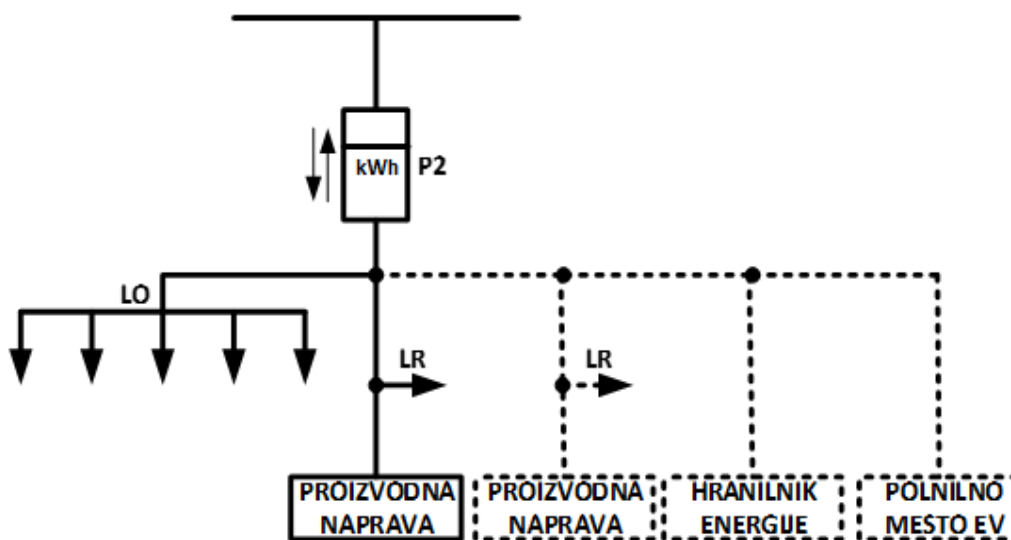 kWh P2
LO
LR
LR
PROIZVODNA
NAPRAVA
PROIZVODNA
NAPRAVA
HRANILNIK
ENERGIJE
POLNILNO
MESTO EV